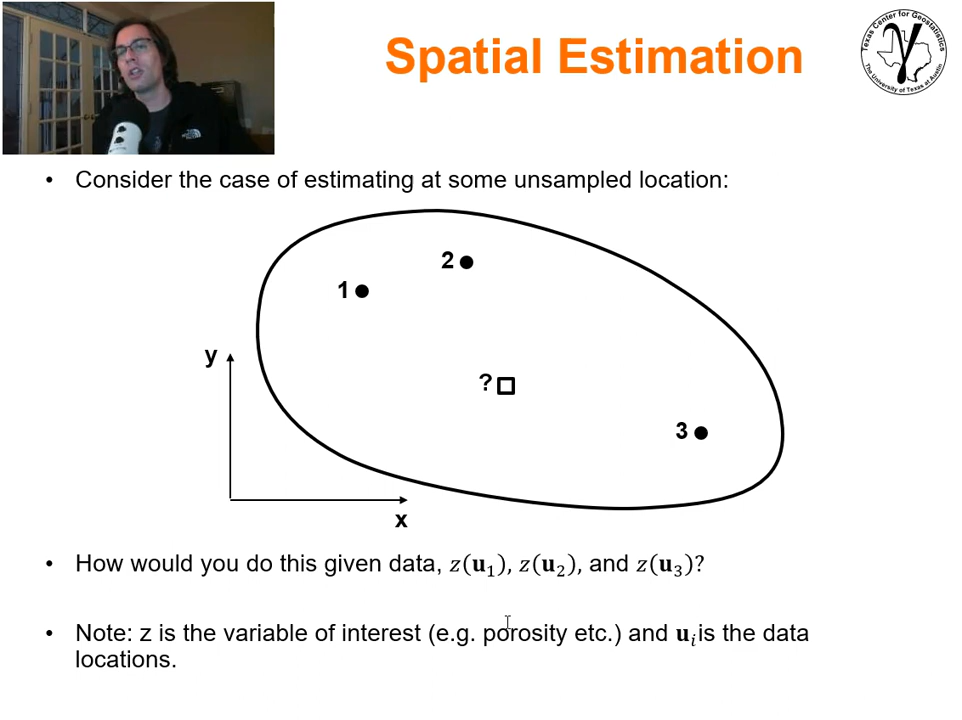 Spatial Estimation
Texas Center for Geostatistics
The University of Texas at Austin
γ
• Consider the case of estimating at some unsampled location:
2
1
y
?
3
x
• How would you do this given data, z(u₁), z(u₂), and z(u₃)?
• Note: z is the variable of interest (e.g. porosity etc.) and uᵢ is the data
locations.